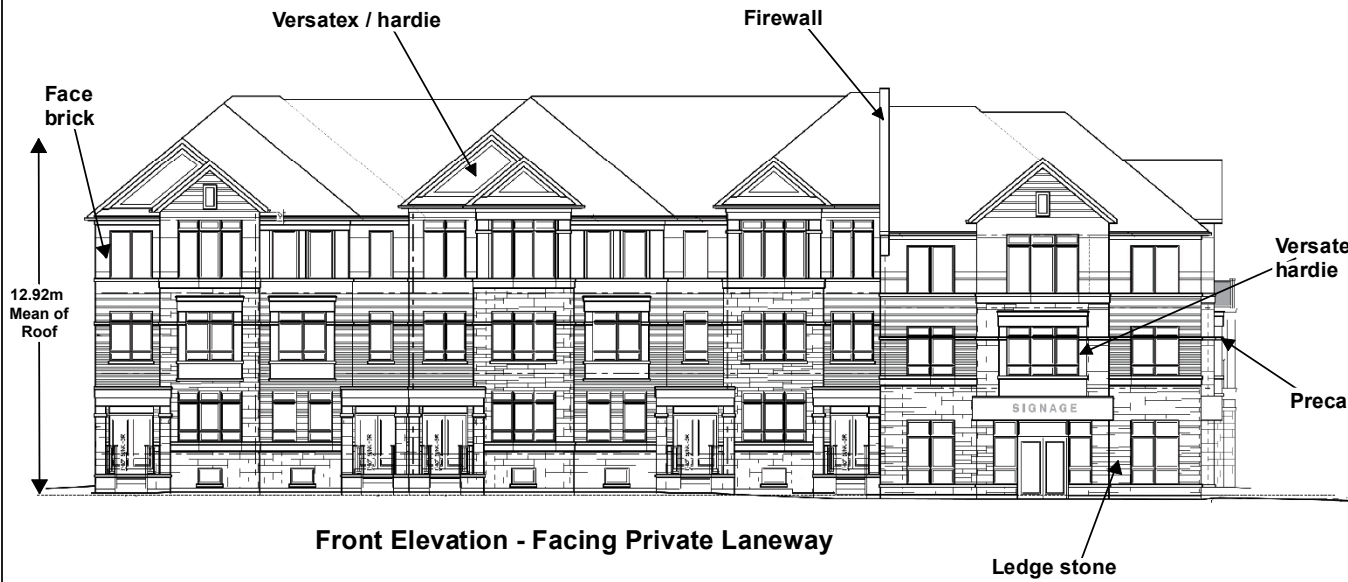 Versatex / hardie
Firewall
Face
brick
12.92m
Mean of
Roof
Versate
hardie
Preca
SIGNAGE
Front Elevation - Facing Private Laneway
Ledge stone